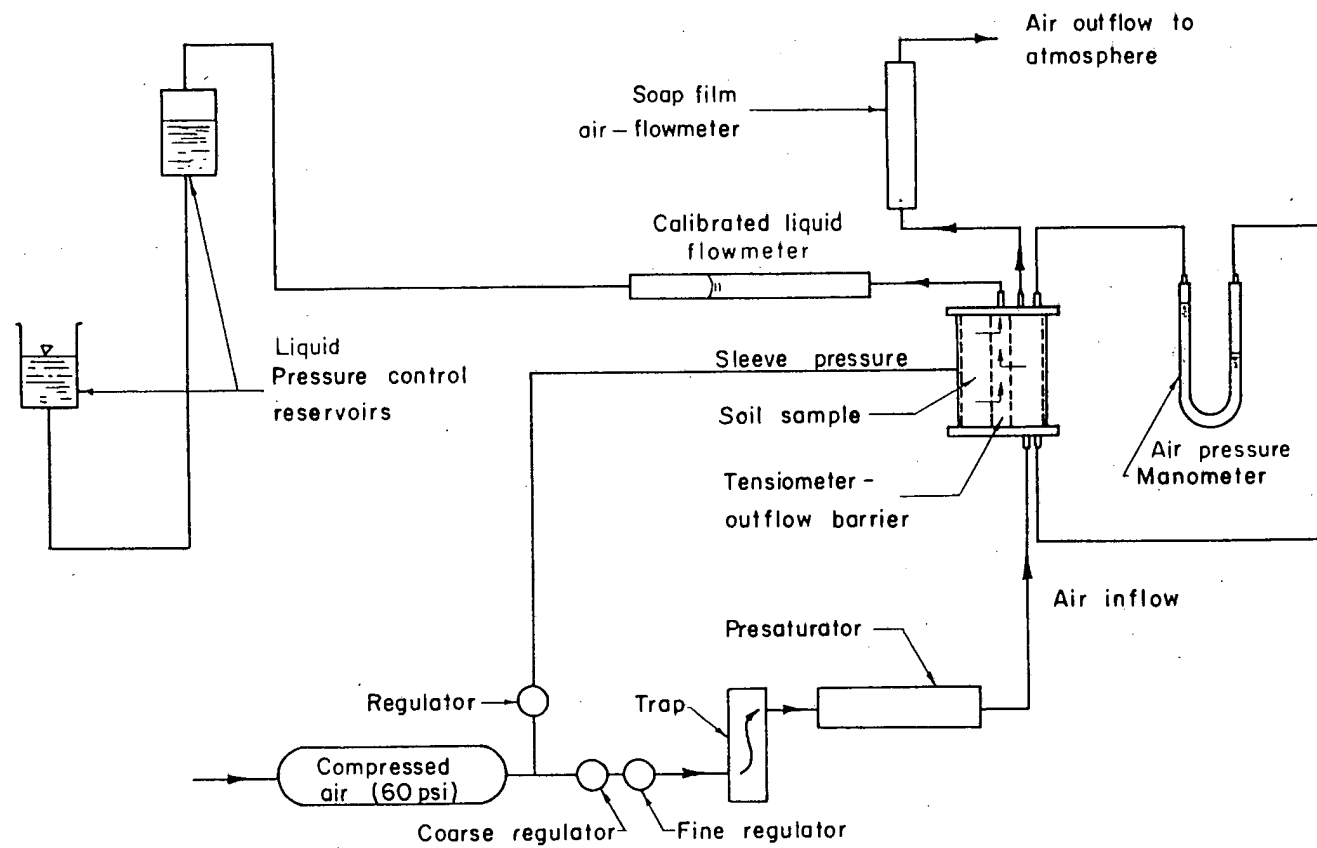 Air outflow to
atmosphere
Soap film
air-flowmeter
Calibrated liquid
flowmeter
Liquid
Pressure control
reservoirs
Sleeve pressure
Soil sample
Tensiometer-
outflow barrier
Air pressure
Manometer
Air inflow
Presaturator
Regulator
Trap
Compressed
air (60 psi)
Coarse regulator
Fine regulator